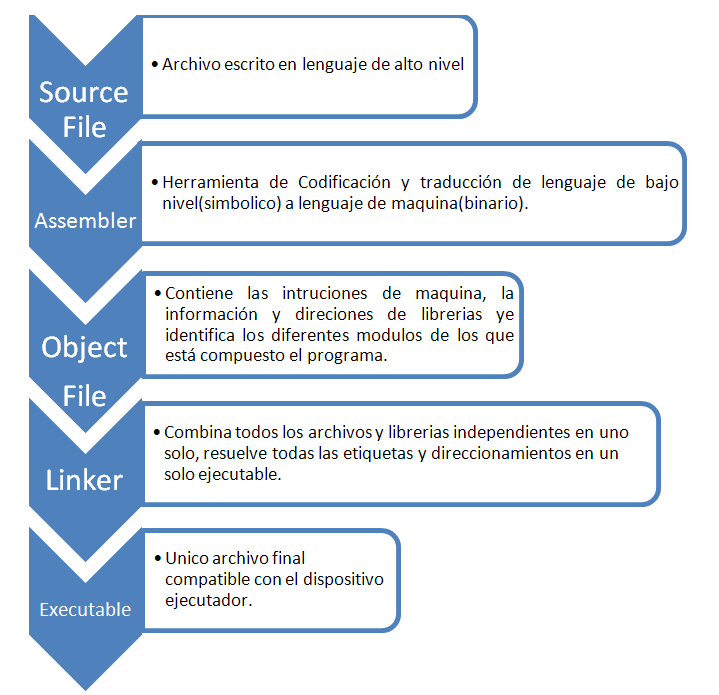 Source
File
• Archivo escrito en lenguaje de alto nivel
Assembler
• Herramienta de Codificación y traducción de lenguaje de bajo
nivel(simbolico) a lenguaje de maquina(binario).
Object
File
• Contiene las intruciones de maquina, la
información y direciones de librerias ye
identifica los diferentes modulos de los que
está compuesto el programa.
Linker
• Combina todos los archivos y librerias independientes en uno
solo, resuelve todas las etiquetas y direccionamientos en un
solo ejecutable.
Executable
• Unico archivo final
compatible con el dispositivo
ejecutador.